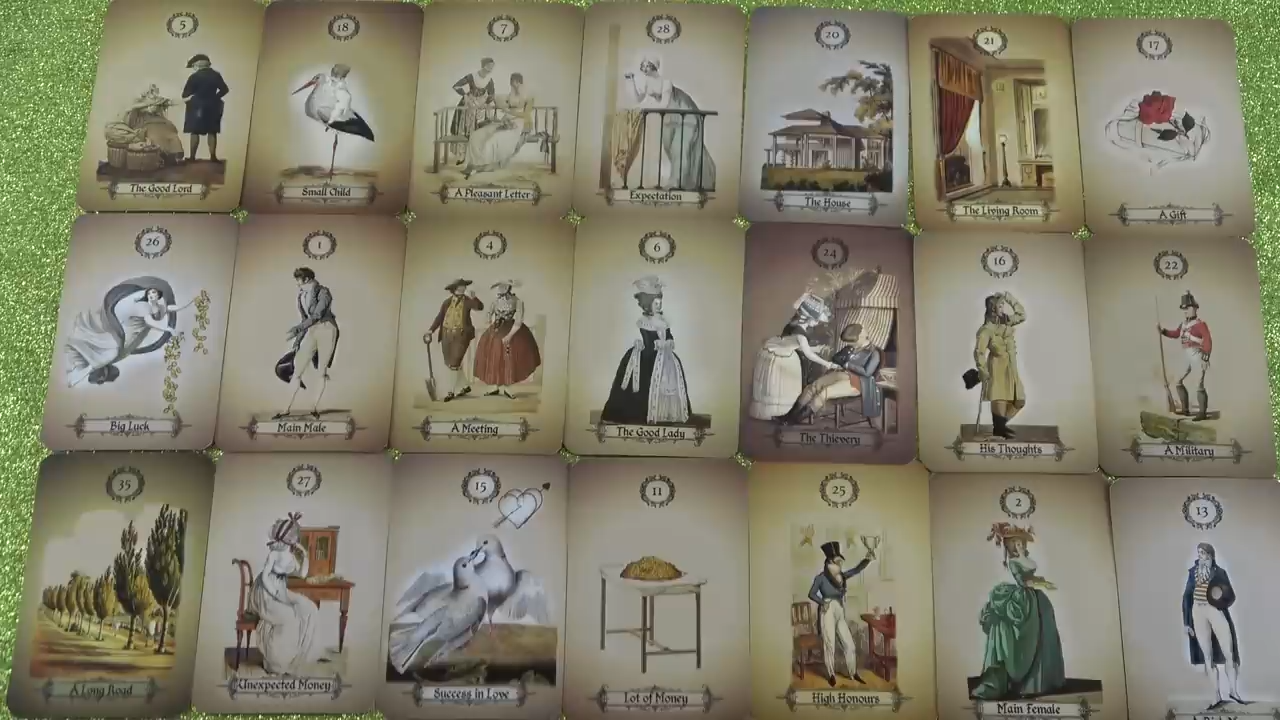 5
The Good Lord
18
Small Child
7
A Pleasant Letter
28
Expectation
20
The House
21
The Living Room
17
A Gift
26
Big Luck
1
Main Male
4
A Meeting
6
The Good Lady
24
The Thievery
16
His Thoughts
22
A Military
35
A Long Road
27
Unexpected Money
15
Success in Love
11
Lot of Money
25
High Honours
2
Main Female
13